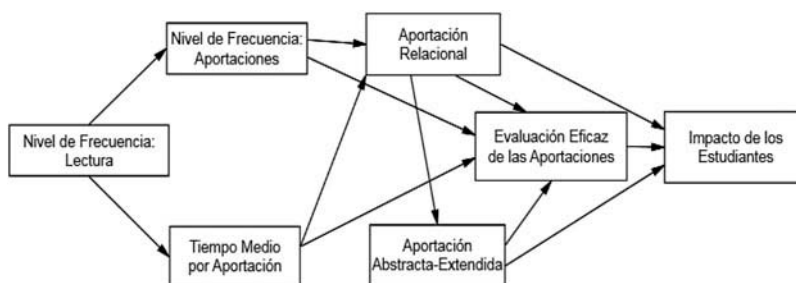 Nivel de Frecuencia:
Aportaciones
Aportación
Relacional
Nivel de Frecuencia:
Lectura
Evaluación Eficaz
de las Aportaciones
Impacto de los
Estudiantes
Tiempo Medio
por Aportación
Aportación
Abstracta-Extendida